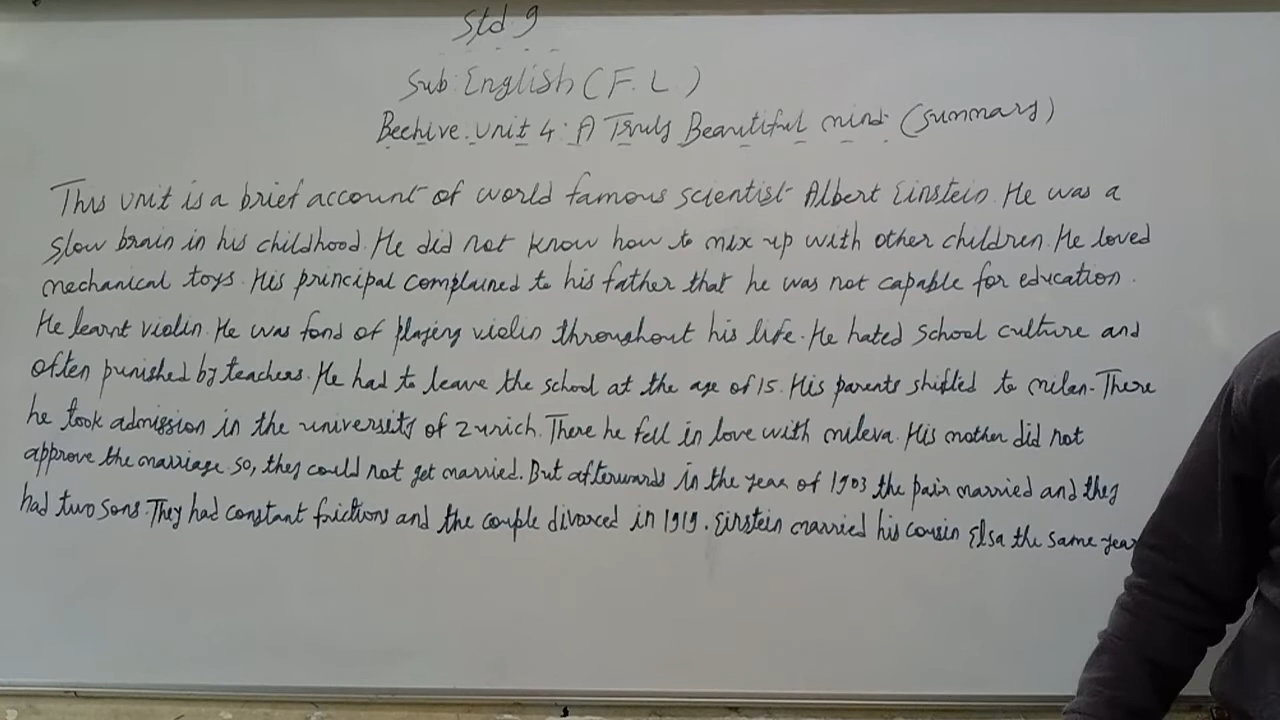 Std 9
Sub: English (F.L)
Beehive. Unit 4: A Truly Beautiful mind. (Summary)
This unit is a brief account of world famous scientist Albert Einstein. He was a
slow brain in his childhood. He did not know how to mix up with other children. He loved
mechanical toys. His principal complained to his father that he was not capable for education.
He learnt violin. He was fond of playing violin throughout his life. He hated school culture and
often punished by teachers. He had to leave the school at the age of 15. His parents shifted to milan. There
he took admission in the university of zurich. There he fell in love with mileva. His mother did not
approve the marriage so, they could not get married. But afterwards in the year of 1903 the pair married and they
had two sons. They had constant frictions and the couple divorced in 1919. Einstein married his cousin Elsa the same year